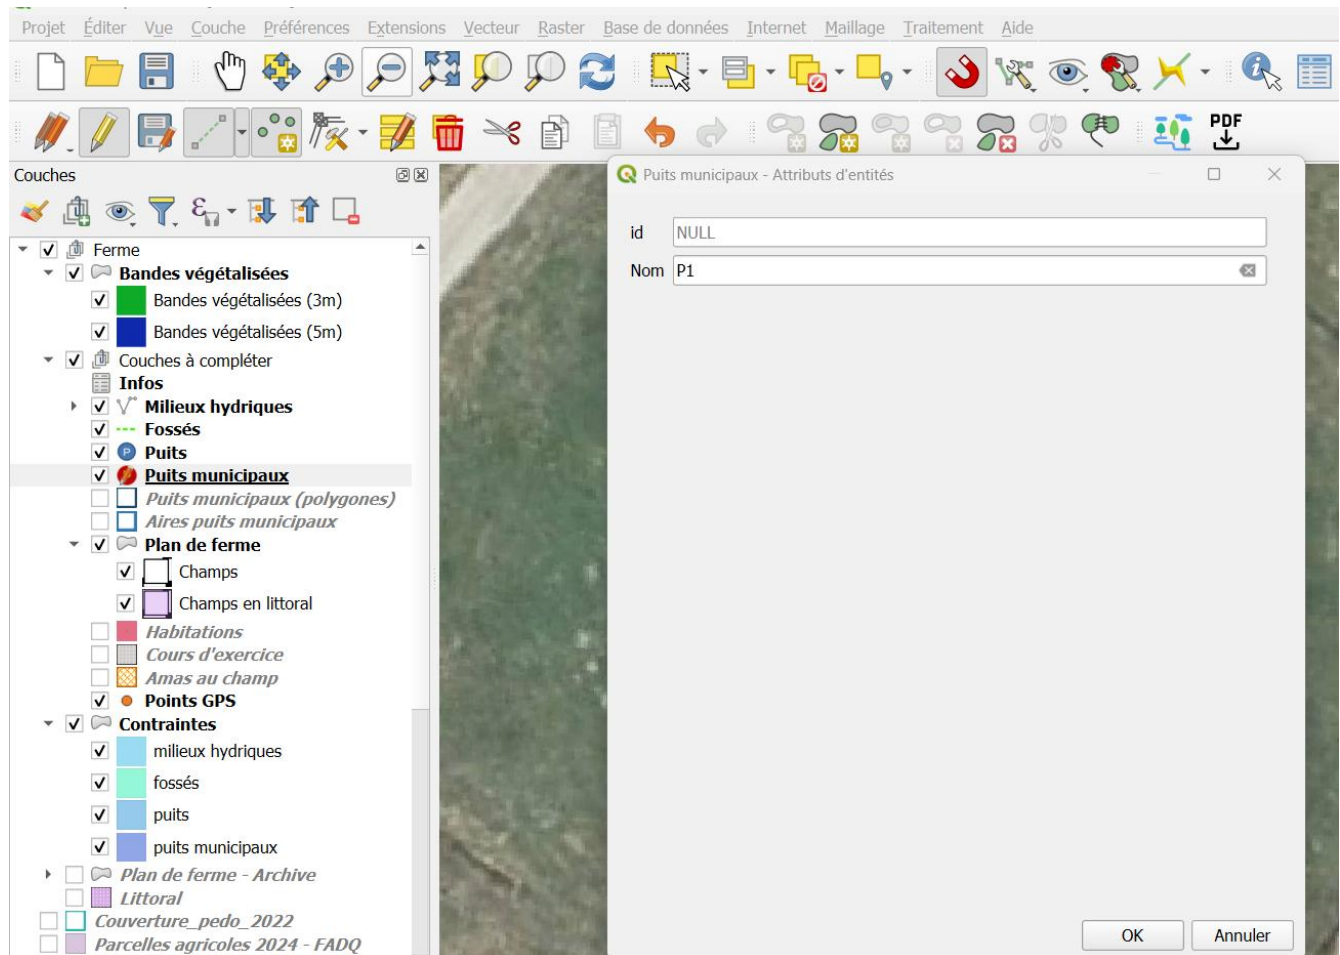 Projet Éditer Vue Couche Préférences Extensions Vecteur Raster Base de données Internet Maillage Traitement Aide
PDF
Couches
Ferme
Bandes végétalisées
Bandes végétalisées (3m)
Bandes végétalisées (5m)
Couches à compléter
Infos
Milieux hydriques
Fossés
P Puits
Puits municipaux
Puits municipaux (polygones)
Aires puits municipaux
Plan de ferme
Champs
Champs en littoral
Habitations
Cours d'exercice
Amas au champ
Points GPS
Contraintes
milieux hydriques
fossés
puits
puits municipaux
Plan de ferme - Archive
Littoral
Couverture_pedo_2022
Parcelles agricoles 2024 - FADQ
Puits municipaux - Attributs d'entités
id NULL
Nom P1
OK Annuler